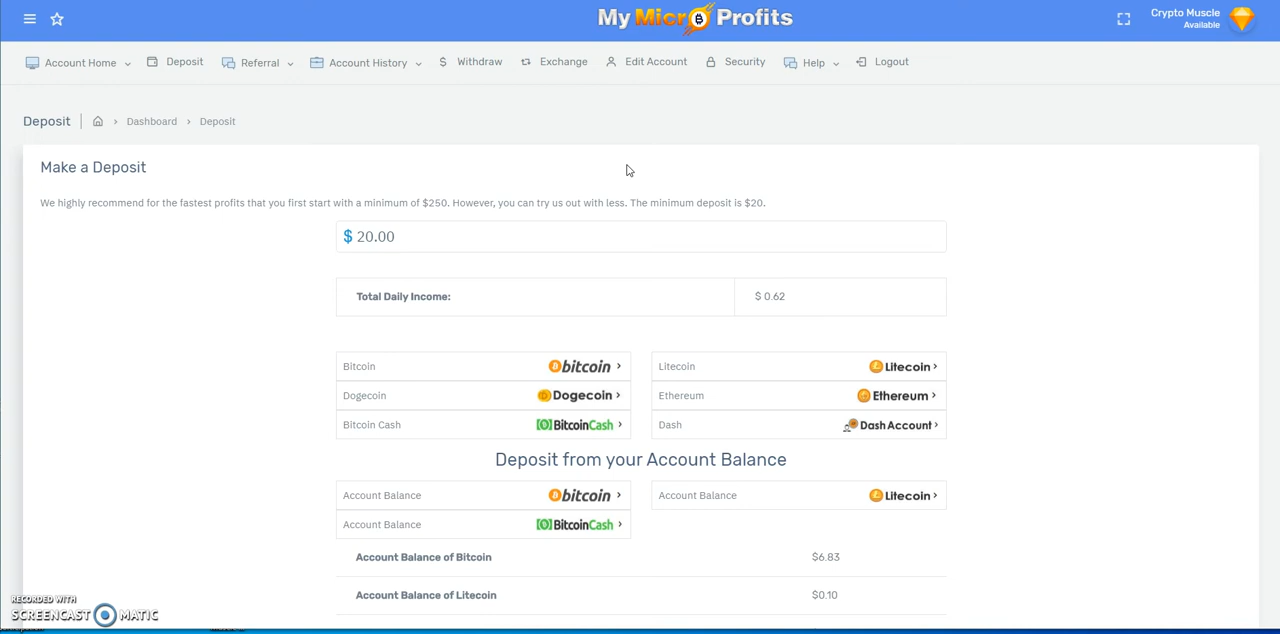 My Micro Profits
Crypto Muscle
Available
Account Home
Deposit
Referral
Account History
$ Withdraw
Exchange
Edit Account
Security
Help
Logout
Deposit
Dashboard
Deposit
Make a Deposit
We highly recommend for the fastest profits that you first start with a minimum of $250. However, you can try us out with less. The minimum deposit is $20.
$ 20.00
Total Daily Income: $ 0.62
Bitcoin bitcoin
Litecoin Litecoin
Dogecoin Dogecoin
Ethereum Ethereum
Bitcoin Cash BitcoinCash
Dash Dash Account
Deposit from your Account Balance
Account Balance bitcoin
Account Balance Litecoin
Account Balance BitcoinCash
Account Balance of Bitcoin $6.83
Account Balance of Litecoin $0.10
RECORDED WITH
SCREENCAST MATIC